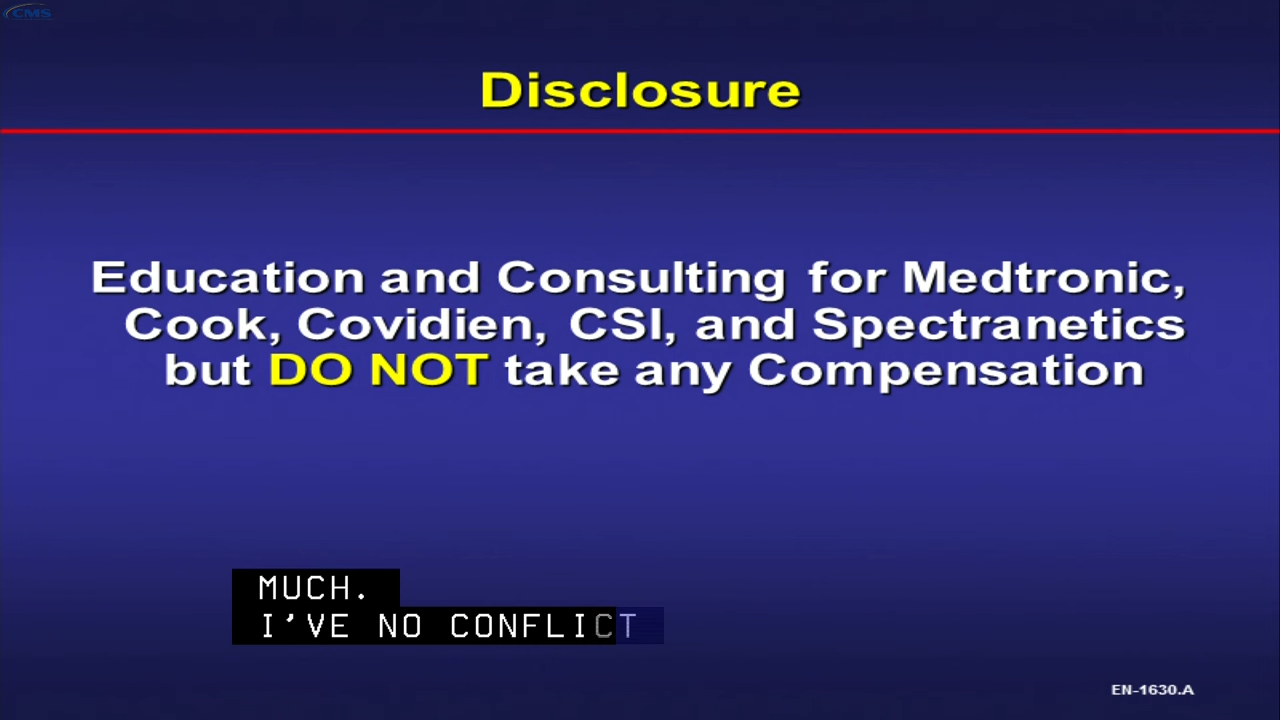 CMS
Disclosure
Education and Consulting for Medtronic,
Cook, Covidien, CSI, and Spectranetics
but DO NOT take any Compensation
MUCH.
I'VE NO CONFLICT
EN-1630.A